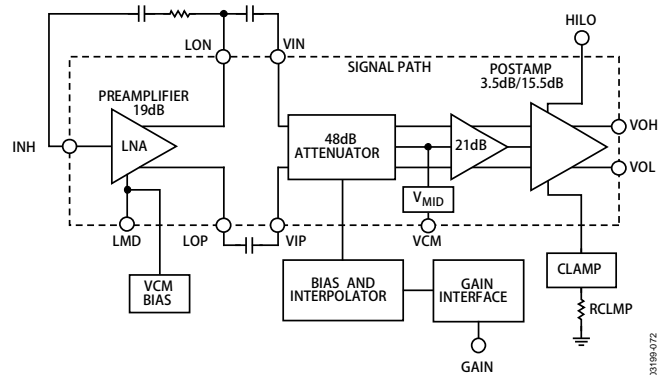 HILO
LON
VIN
SIGNAL PATH
POSTAMP
3.5dB/15.5dB
PREAMPLIFIER
19dB
INH
LNA
48dB
ATTENUATOR
21dB
VOH
VOL
VMID
LMD
LOP
VIP
VCM
VCM
BIAS
BIAS AND
INTERPOLATOR
GAIN
INTERFACE
CLAMP
RCLMP
GAIN
03199-072